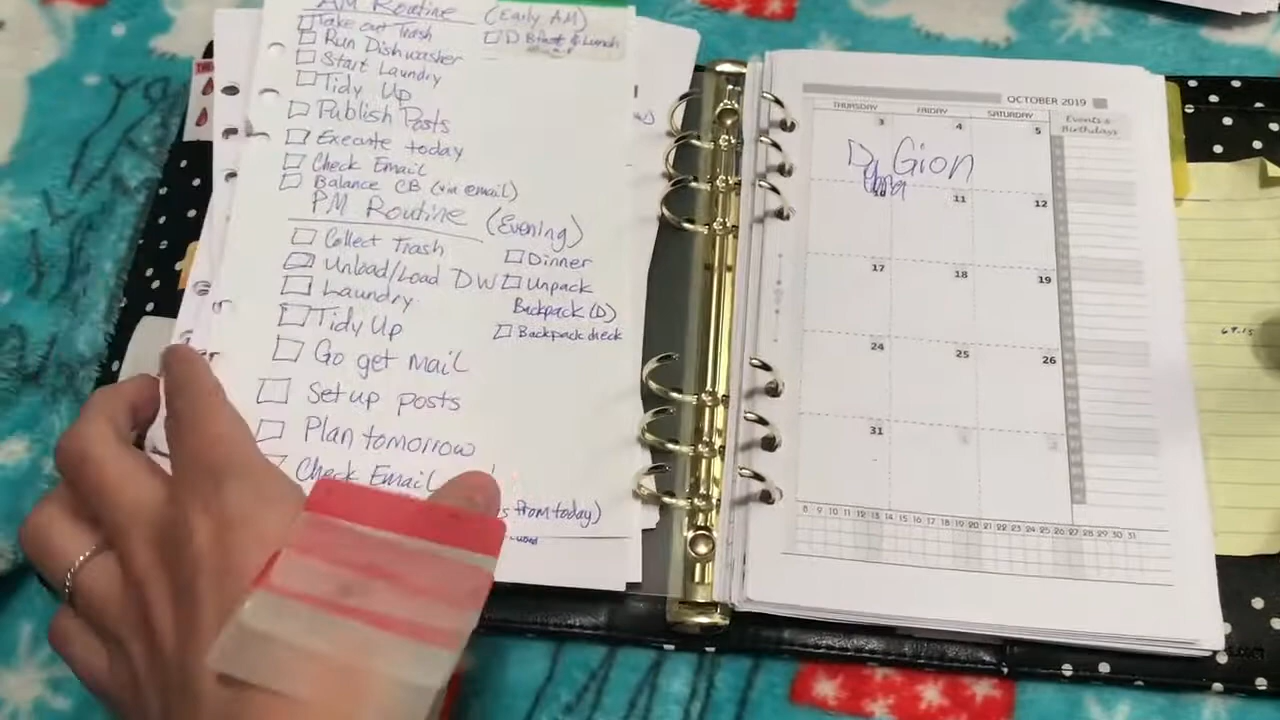 AM Routine (Early AM)
Take out Trash
D Bfast & Lunch
Run Dishwasher
Start Laundry
Tidy Up
Publish Posts
Execute today
Check Email
Balance CB (via email)
PM Routine (Evening)
Collect Trash
Dinner
Unload/Load DW
Unpack
Backpack (D)
Laundry
Backpack check
Tidy Up
Go get mail
Set up posts
Plan tomorrow
Check Email
from today)
OCTOBER 2019
THURSDAY FRIDAY SATURDAY
Events & Birthdays
3 4 5
Gion
10 11 12
17 18 19
24 25 26
31 1 2
8 9 10 11 12 13 14 15 16 17 18 19 20 21 22 23 24 25 26 27 28 29 30 31